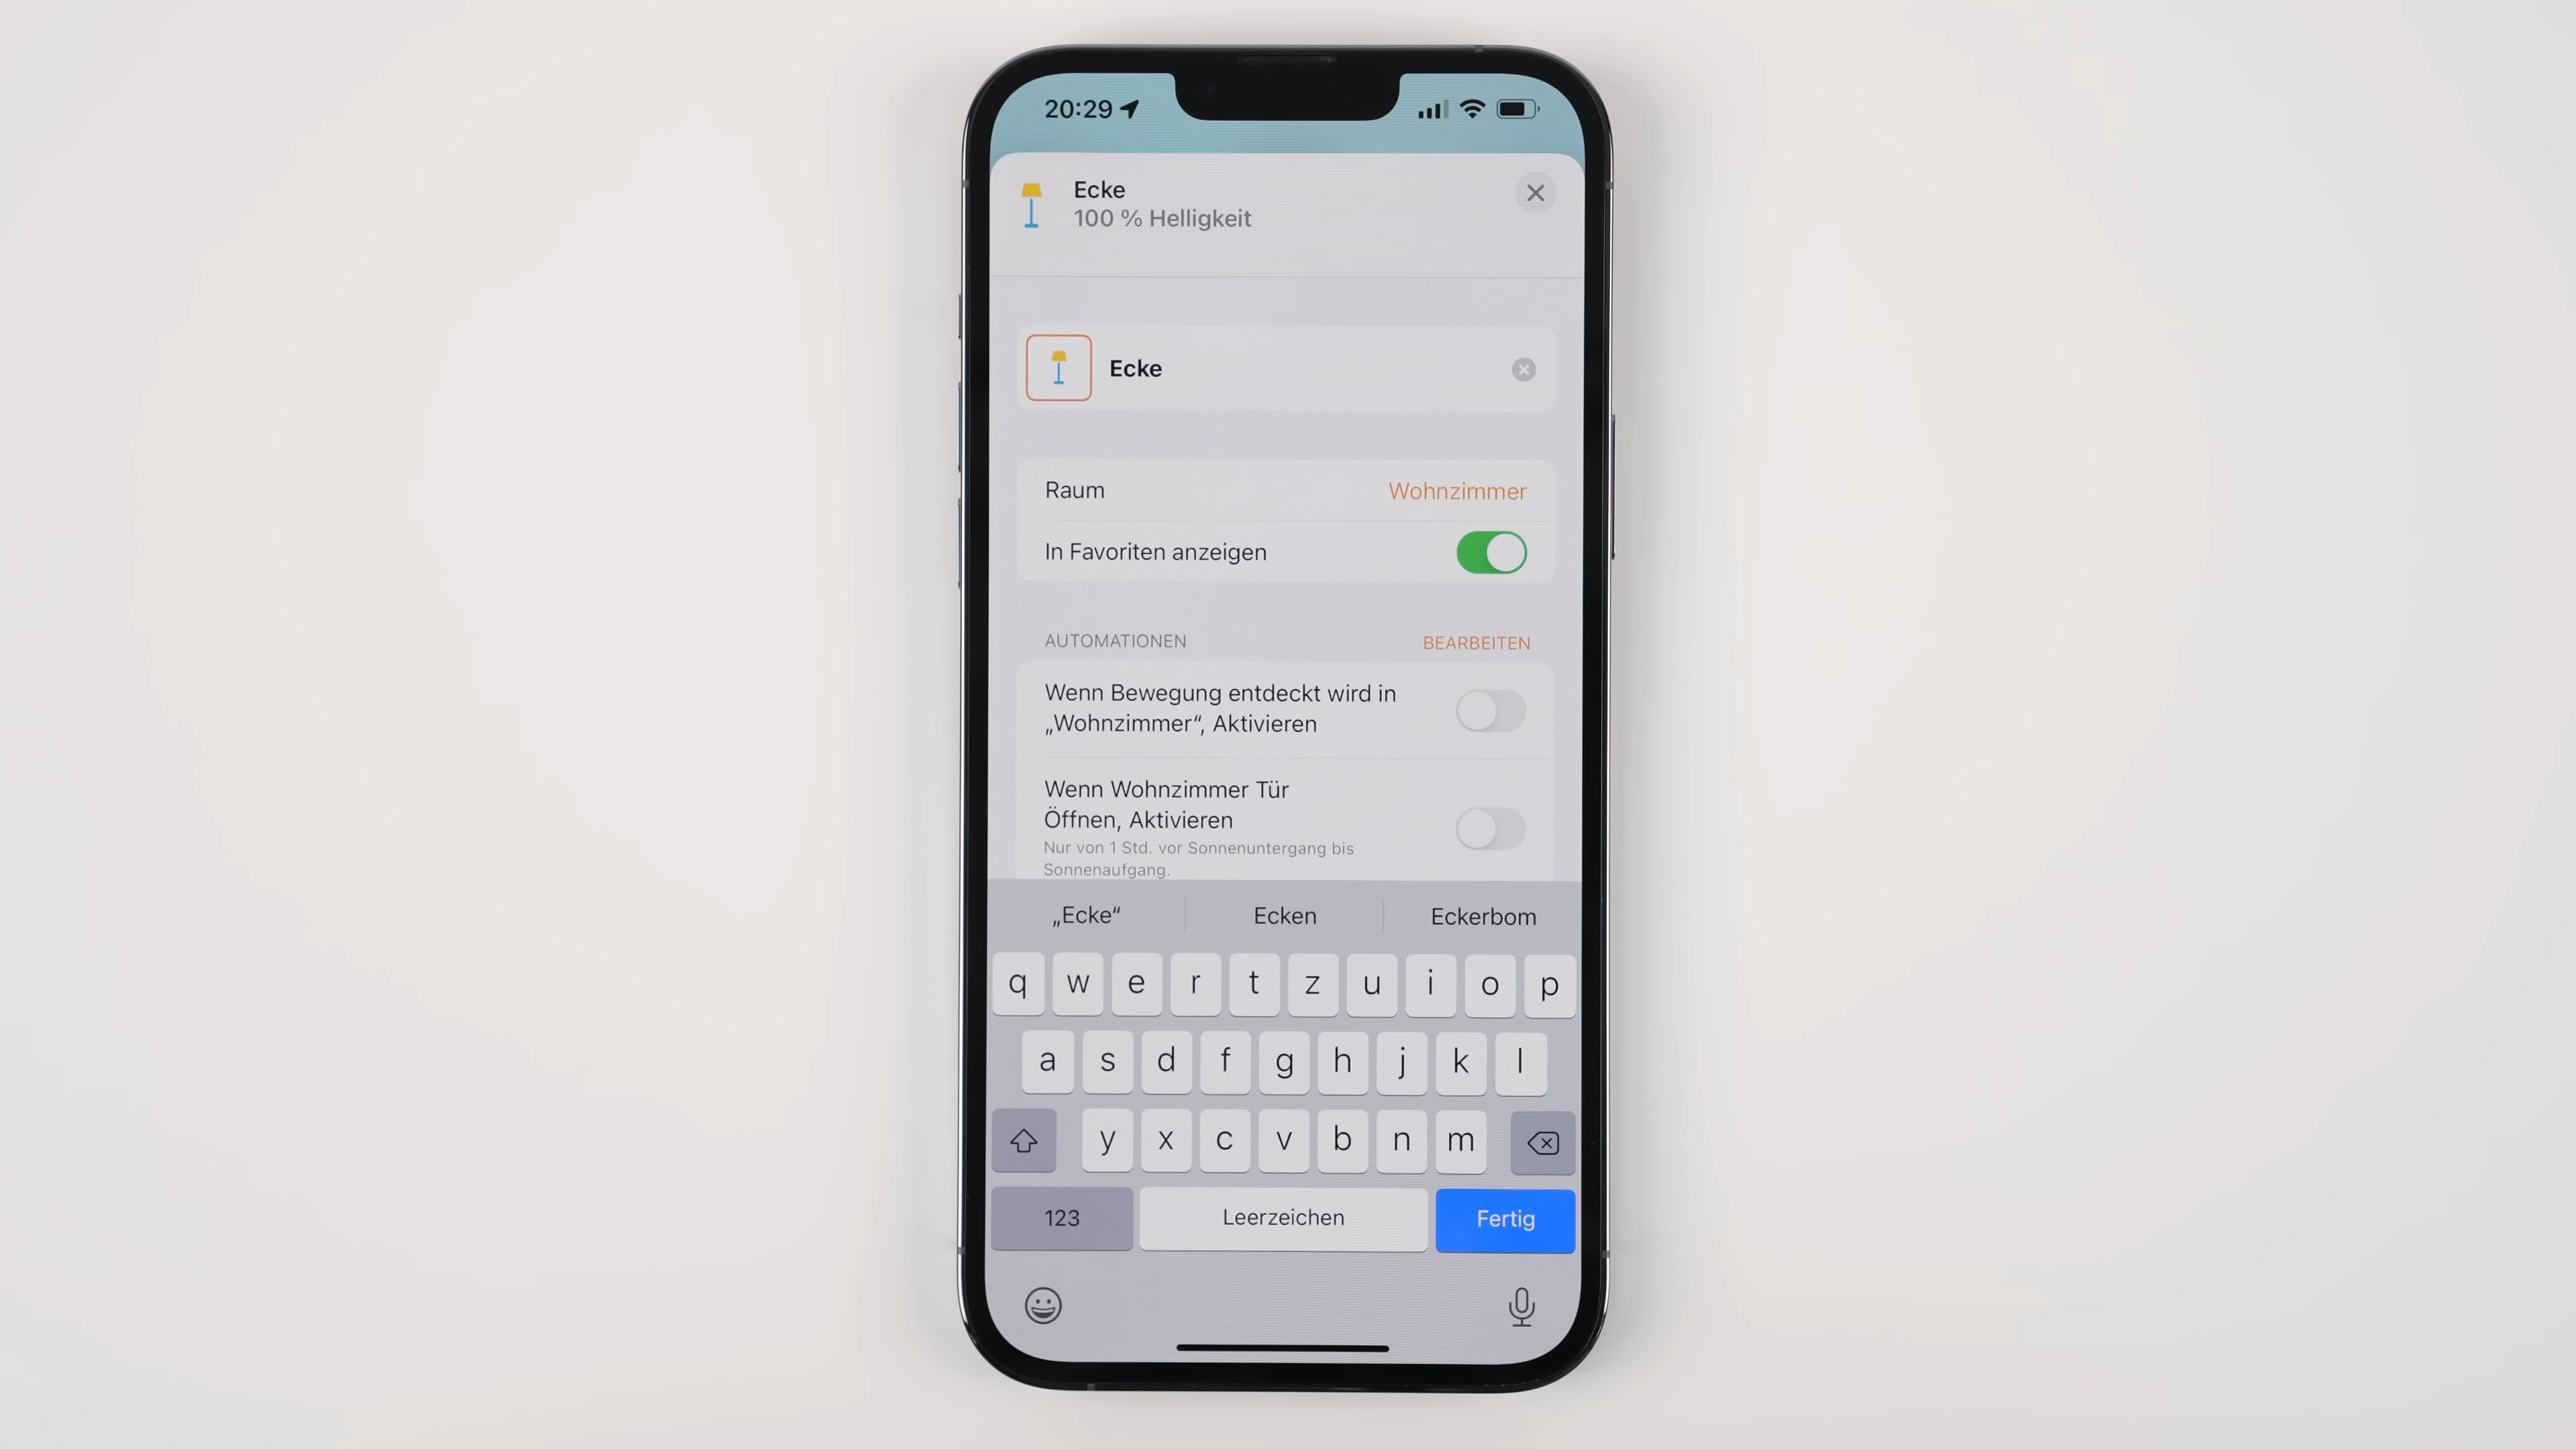 20:29
Ecke
100 % Helligkeit
Ecke
Raum
Wohnzimmer
In Favoriten anzeigen
AUTOMATIONEN
BEARBEITEN
Wenn Bewegung entdeckt wird in
„Wohnzimmer“, Aktivieren
Wenn Wohnzimmer Tür
Öffnen, Aktivieren
Nur von 1 Std. vor Sonnenuntergang bis
Sonnenaufgang.
„Ecke“ Ecken Eckerbom
q w e r t z u i o p
a s d f g h j k l
y x c v b n m
123 Leerzeichen Fertig